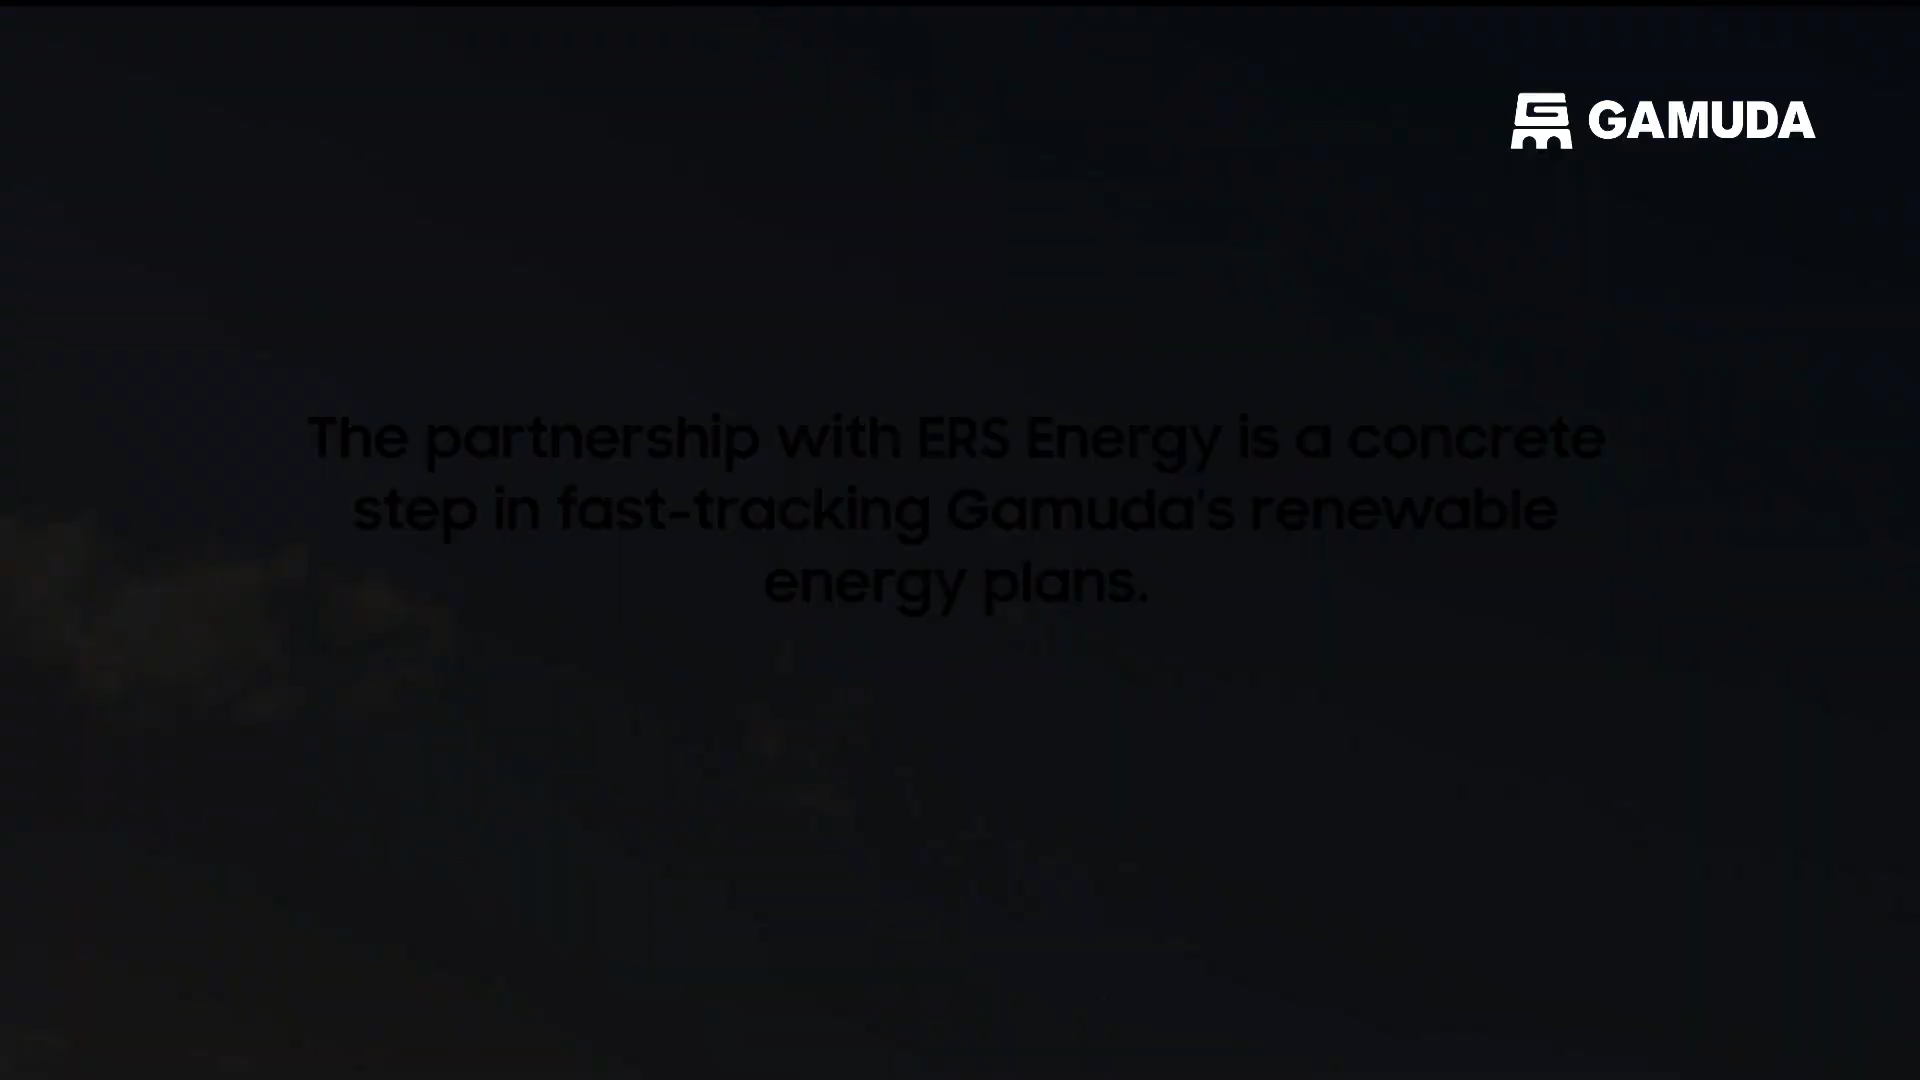 GAMUDA
The partnership with ERS Energy is a concrete
step in fast-tracking Gamuda's renewable
energy plans.